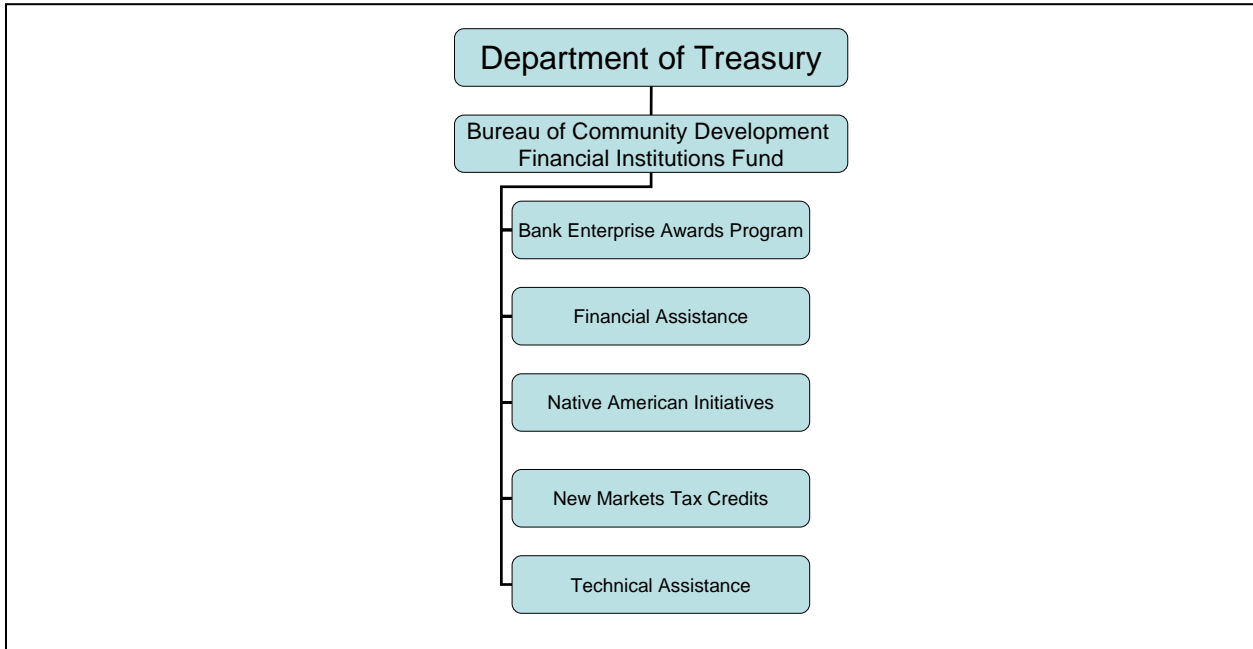 Department of Treasury
Bureau of Community Development
Financial Institutions Fund
Bank Enterprise Awards Program
Financial Assistance
Native American Initiatives
New Markets Tax Credits
Technical Assistance